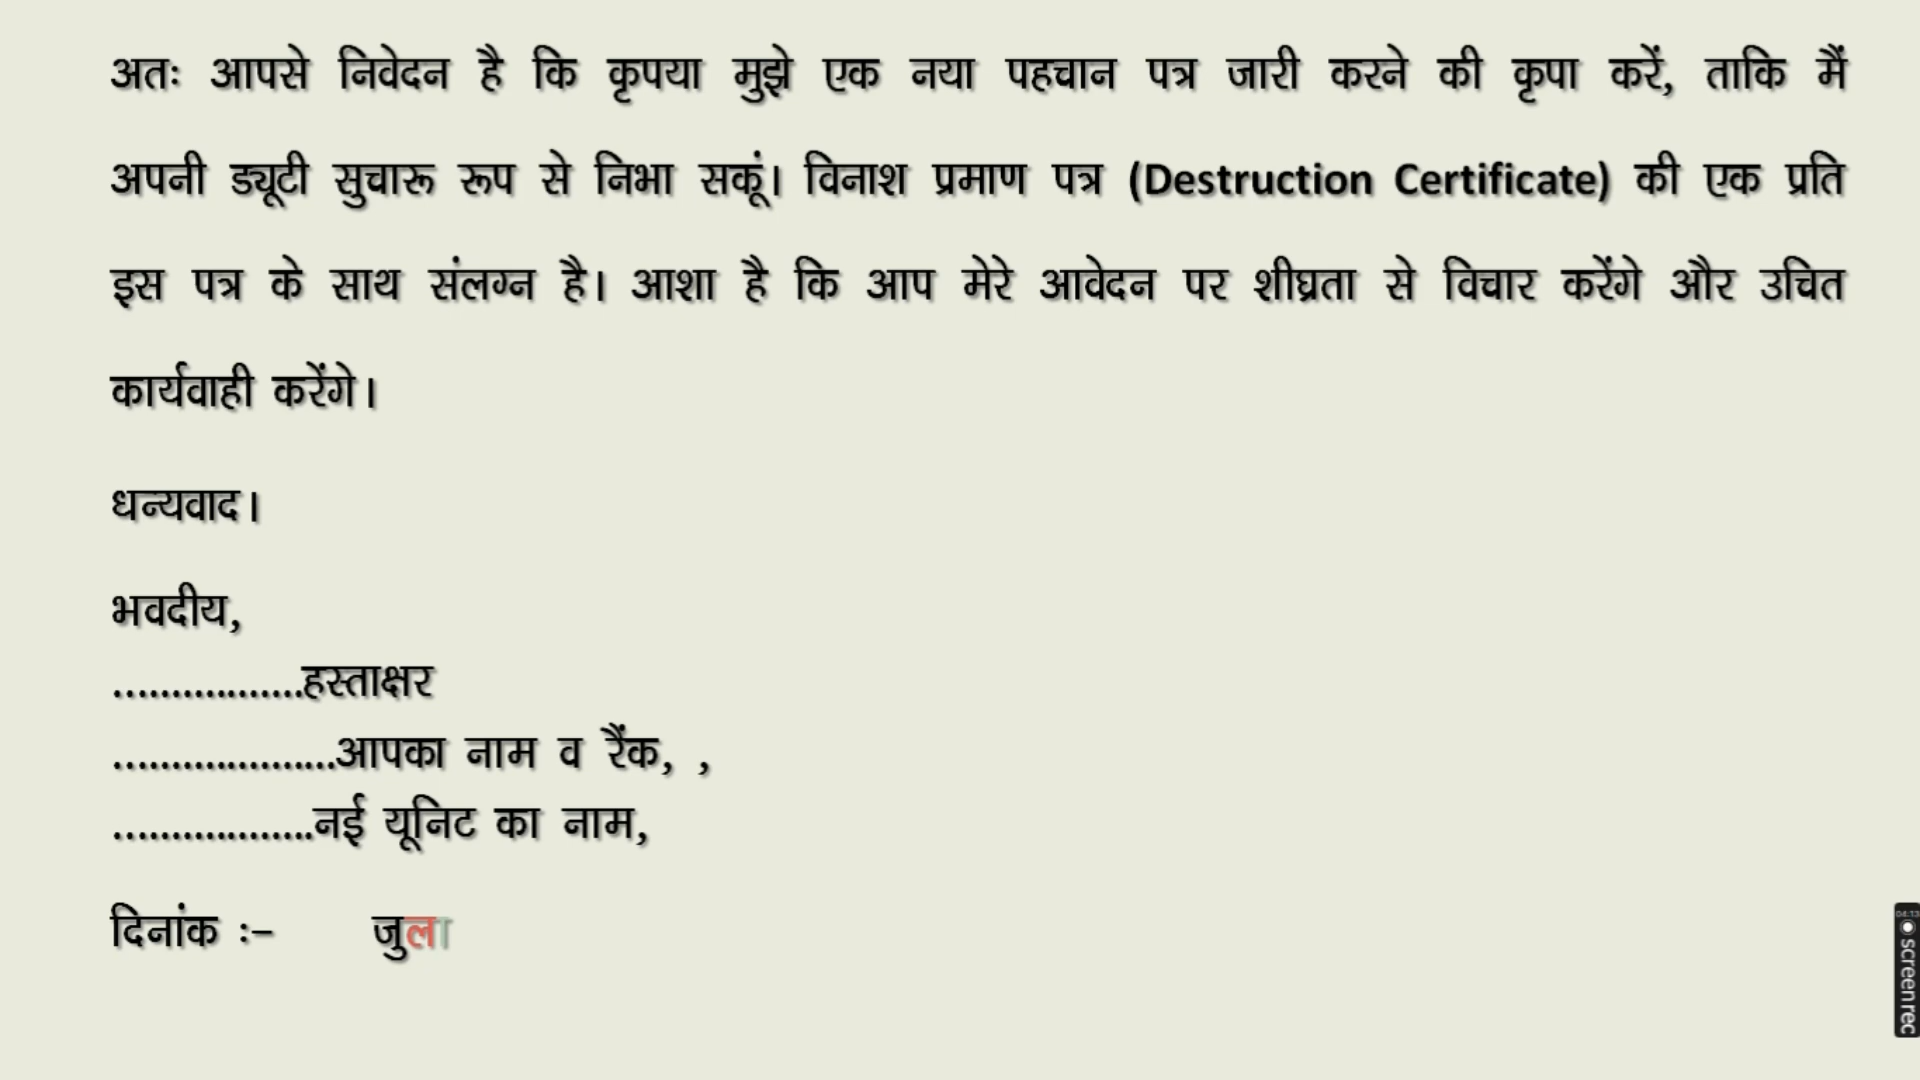 अतः आपसे निवेदन है कि कृपया मुझे एक नया पहचान पत्र जारी करने की कृपा करें, ताकि मैं
अपनी ड्यूटी सुचारू रूप से निभा सकूं। विनाश प्रमाण पत्र (Destruction Certificate) की एक प्रति
इस पत्र के साथ संलग्न है। आशा है कि आप मेरे आवेदन पर शीघ्रता से विचार करेंगे और उचित
कार्यवाही करेंगे।
धन्यवाद।
भवदीय,
.................हस्ताक्षर
....................आपका नाम व रैंक, ,
..................नई यूनिट का नाम,
दिनांक :– जुला
04:13
screenrec